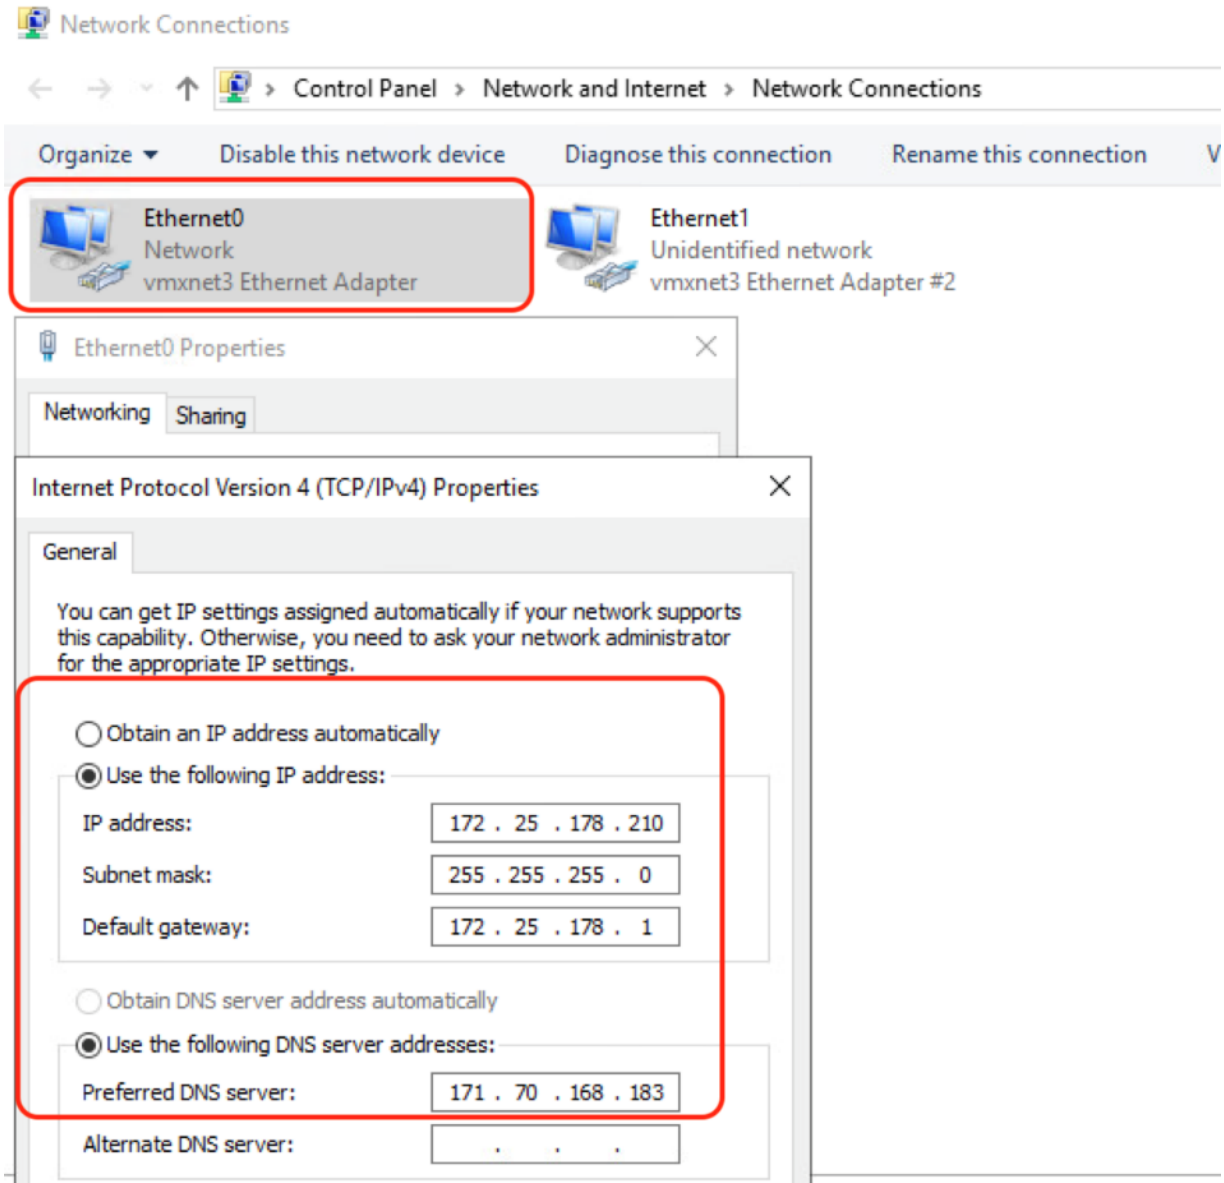 Network Connections
Control Panel > Network and Internet > Network Connections
Organize Disable this network device Diagnose this connection Rename this connection V
Ethernet0
Network
vmxnet3 Ethernet Adapter
Ethernet1
Unidentified network
vmxnet3 Ethernet Adapter #2
Ethernet0 Properties
Networking Sharing
Internet Protocol Version 4 (TCP/IPv4) Properties
General
You can get IP settings assigned automatically if your network supports
this capability. Otherwise, you need to ask your network administrator
for the appropriate IP settings.
Obtain an IP address automatically
Use the following IP address:
IP address: 172 . 25 . 178 . 210
Subnet mask: 255 . 255 . 255 . 0
Default gateway: 172 . 25 . 178 . 1
Obtain DNS server address automatically
Use the following DNS server addresses:
Preferred DNS server: 171 . 70 . 168 . 183
Alternate DNS server: . . .